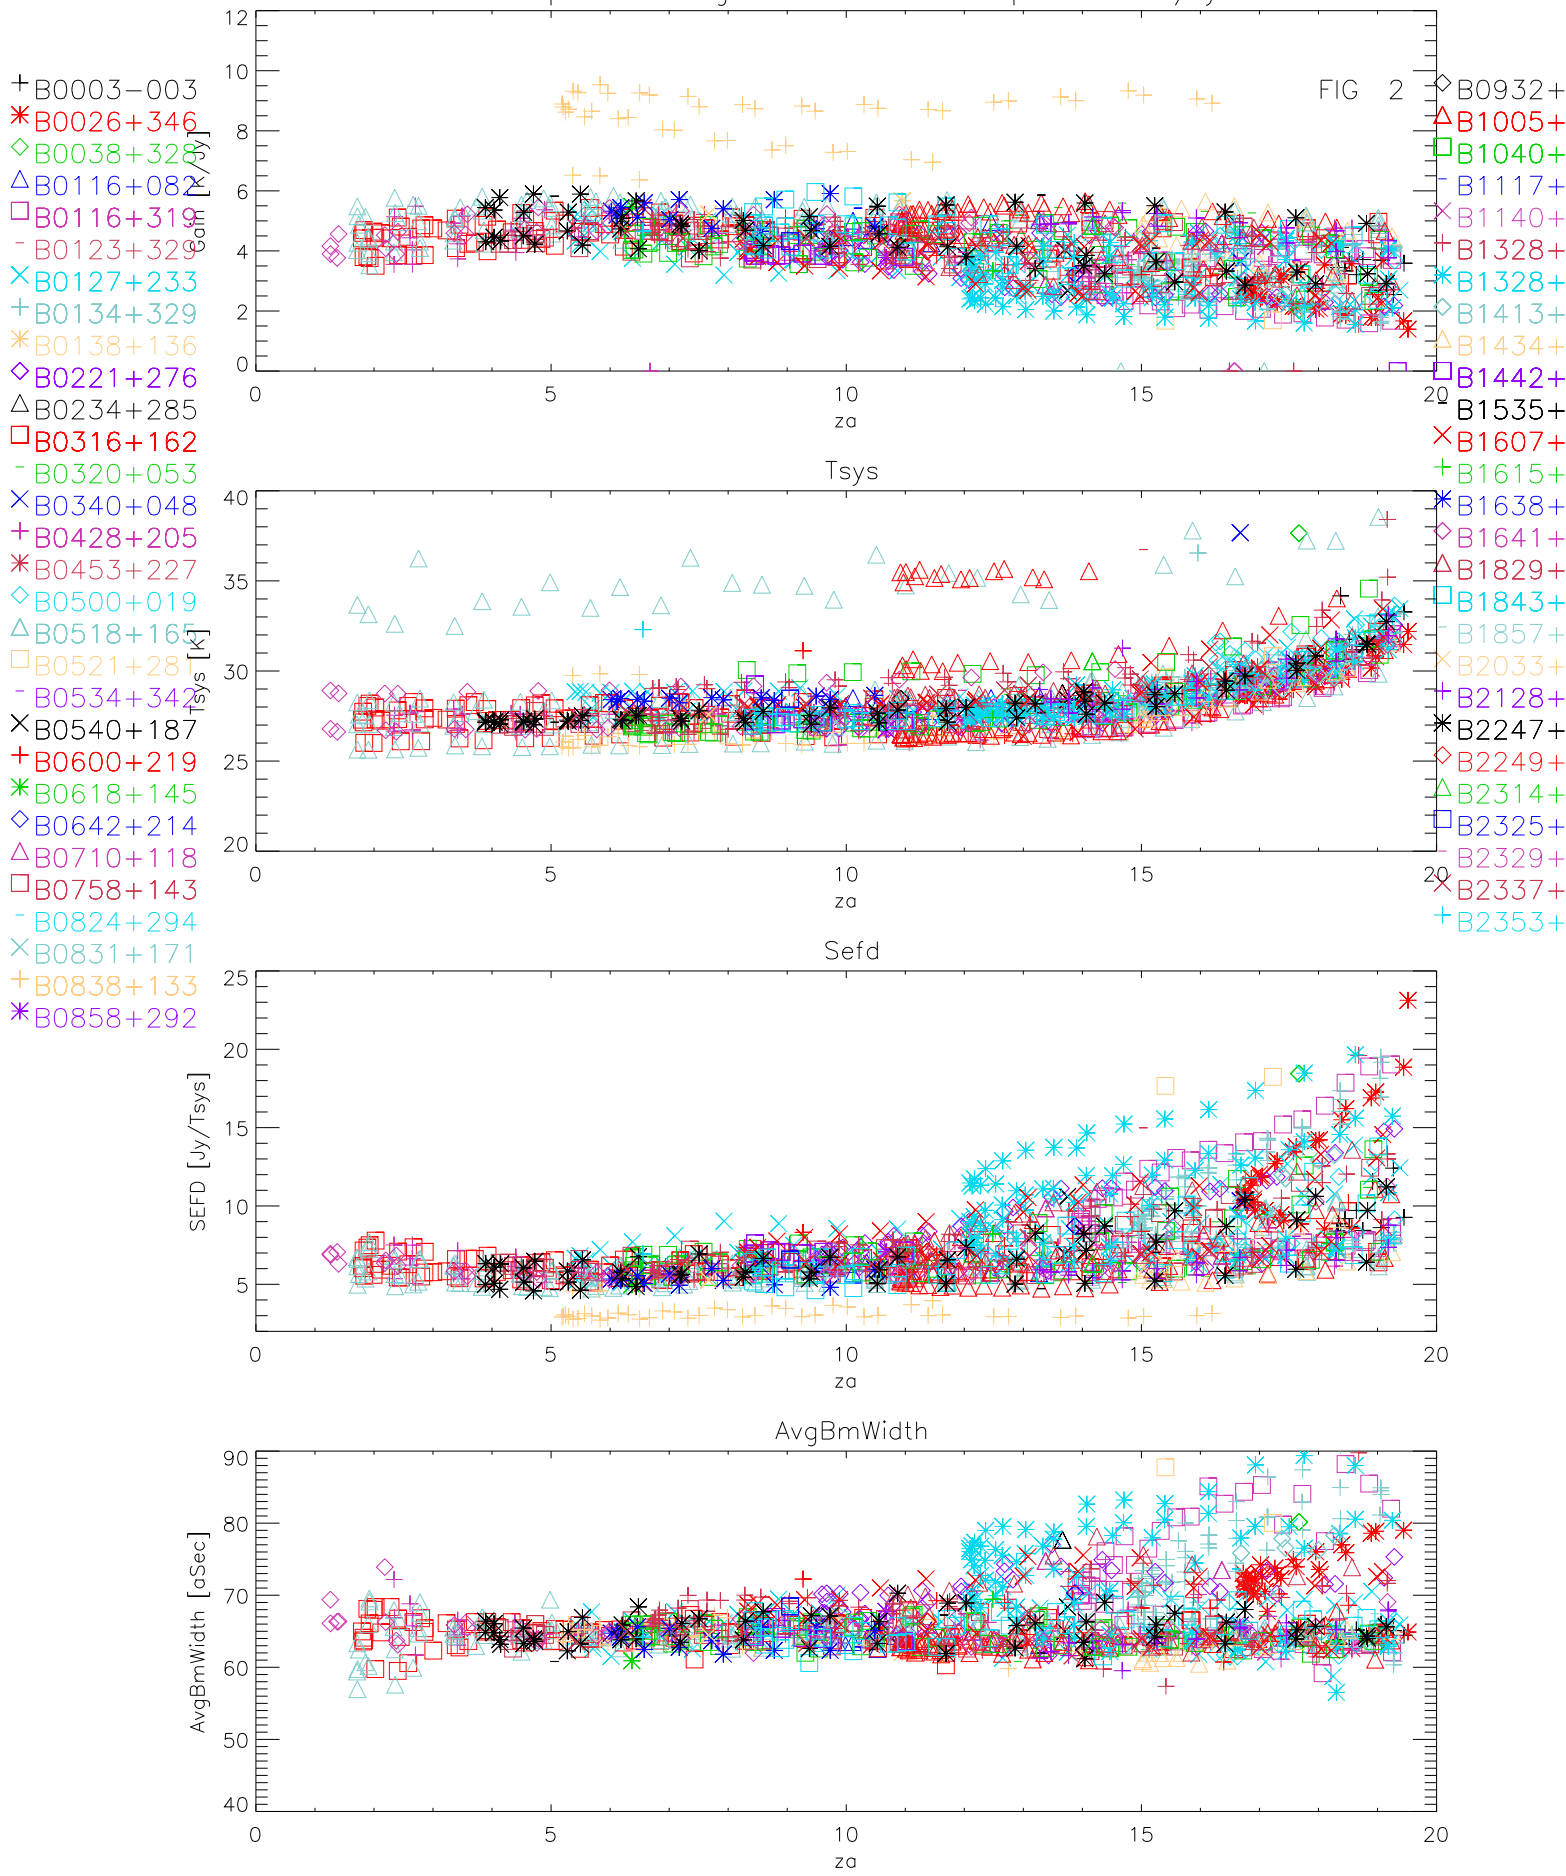 FIG 2
B0003-003
B0026+346
B0038+328
B0116+082
B0116+319
B0123+329
B0127+233
B0134+329
B0138+136
B0221+276
B0234+285
B0316+162
B0320+053
B0340+048
B0428+205
B0453+227
B0500+019
B0518+165
B0521+281
B0534+342
B0540+187
B0600+219
B0618+145
B0642+214
B0710+118
B0758+143
B0824+294
B0831+171
B0838+133
B0858+292
B0932+
B1005+
B1040+
B1117+
B1140+
B1328+
B1328+
B1413+
B1434+
B1442+
B1535+
B1607+
B1615+
B1638+
B1641+
B1829+
B1843+
B1857+
B2033+
B2128+
B2247+
B2249+
B2314+
B2325+
B2329+
B2337+
B2353+
Gain [K/Jy]
12
10
8
6
4
2
0
0 5 10 15 20
za
Tsys
Tsys [K]
40
35
30
25
20
0 5 10 15 20
za
Sefd
SEFD [Jy/Tsys]
25
20
15
10
5
0 5 10 15 20
za
AvgBmWidth
AvgBmWidth [aSec]
90
80
70
60
50
40
0 5 10 15 20
za